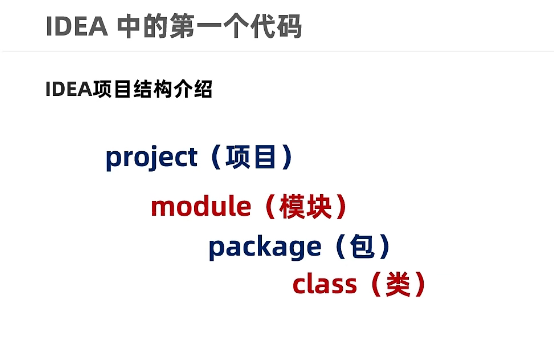 IDEA 中的第一个代码
IDEA项目结构介绍
project（项目）
module（模块）
package（包）
class（类）